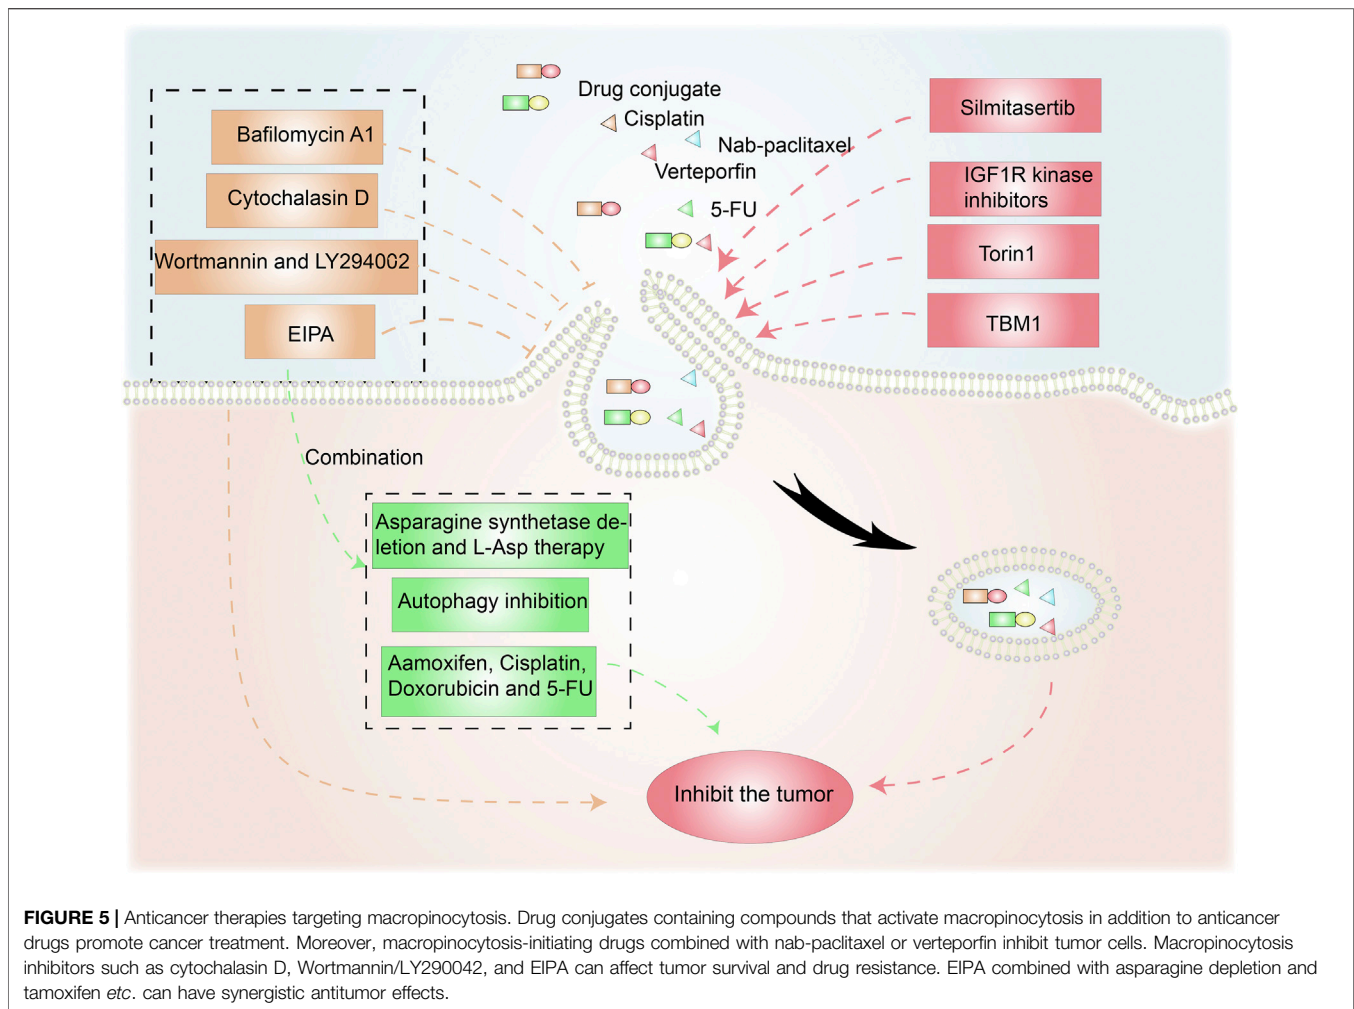 Bafilomycin A1
Cytochalasin D
Wortmannin and LY294002
EIPA
Drug conjugate
Cisplatin
Nab-paclitaxel
Verteporfin
5-FU
Silmitasertib
IGF1R kinase
inhibitors
Torin1
TBM1
Combination
Asparagine synthetase de-
letion and L-Asp therapy
Autophagy inhibition
Aamoxifen, Cisplatin,
Doxorubicin and 5-FU
Inhibit the tumor
FIGURE 5 | Anticancer therapies targeting macropinocytosis. Drug conjugates containing compounds that activate macropinocytosis in addition to anticancer
drugs promote cancer treatment. Moreover, macropinocytosis-initiating drugs combined with nab-paclitaxel or verteporfin inhibit tumor cells. Macropinocytosis
inhibitors such as cytochalasin D, Wortmannin/LY290042, and EIPA can affect tumor survival and drug resistance. EIPA combined with asparagine depletion and
tamoxifen etc. can have synergistic antitumor effects.